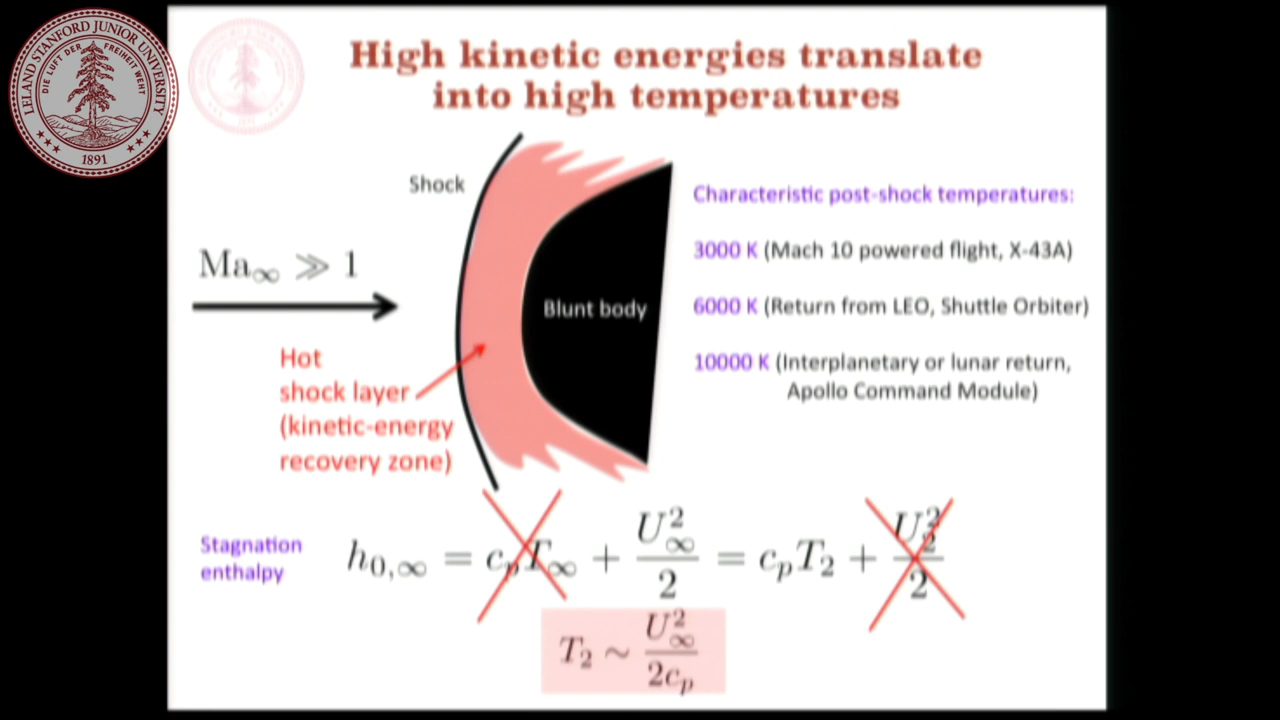 LELAND STANFORD JUNIOR UNIVERSITY
DIE LUFT DER FREIHEIT WEHT
1891
High kinetic energies translate
into high temperatures
Shock
Characteristic post-shock temperatures:
Ma∞ ≫ 1
3000 K (Mach 10 powered flight, X-43A)
Blunt body
6000 K (Return from LEO, Shuttle Orbiter)
Hot
shock layer
(kinetic-energy
recovery zone)
10000 K (Interplanetary or lunar return,
Apollo Command Module)
Stagnation
enthalpy
h₀,∞ = cₚT∞ + U∞²/2 = cₚT₂ + U₂²/2
T₂ ~ U∞²/2cₚ